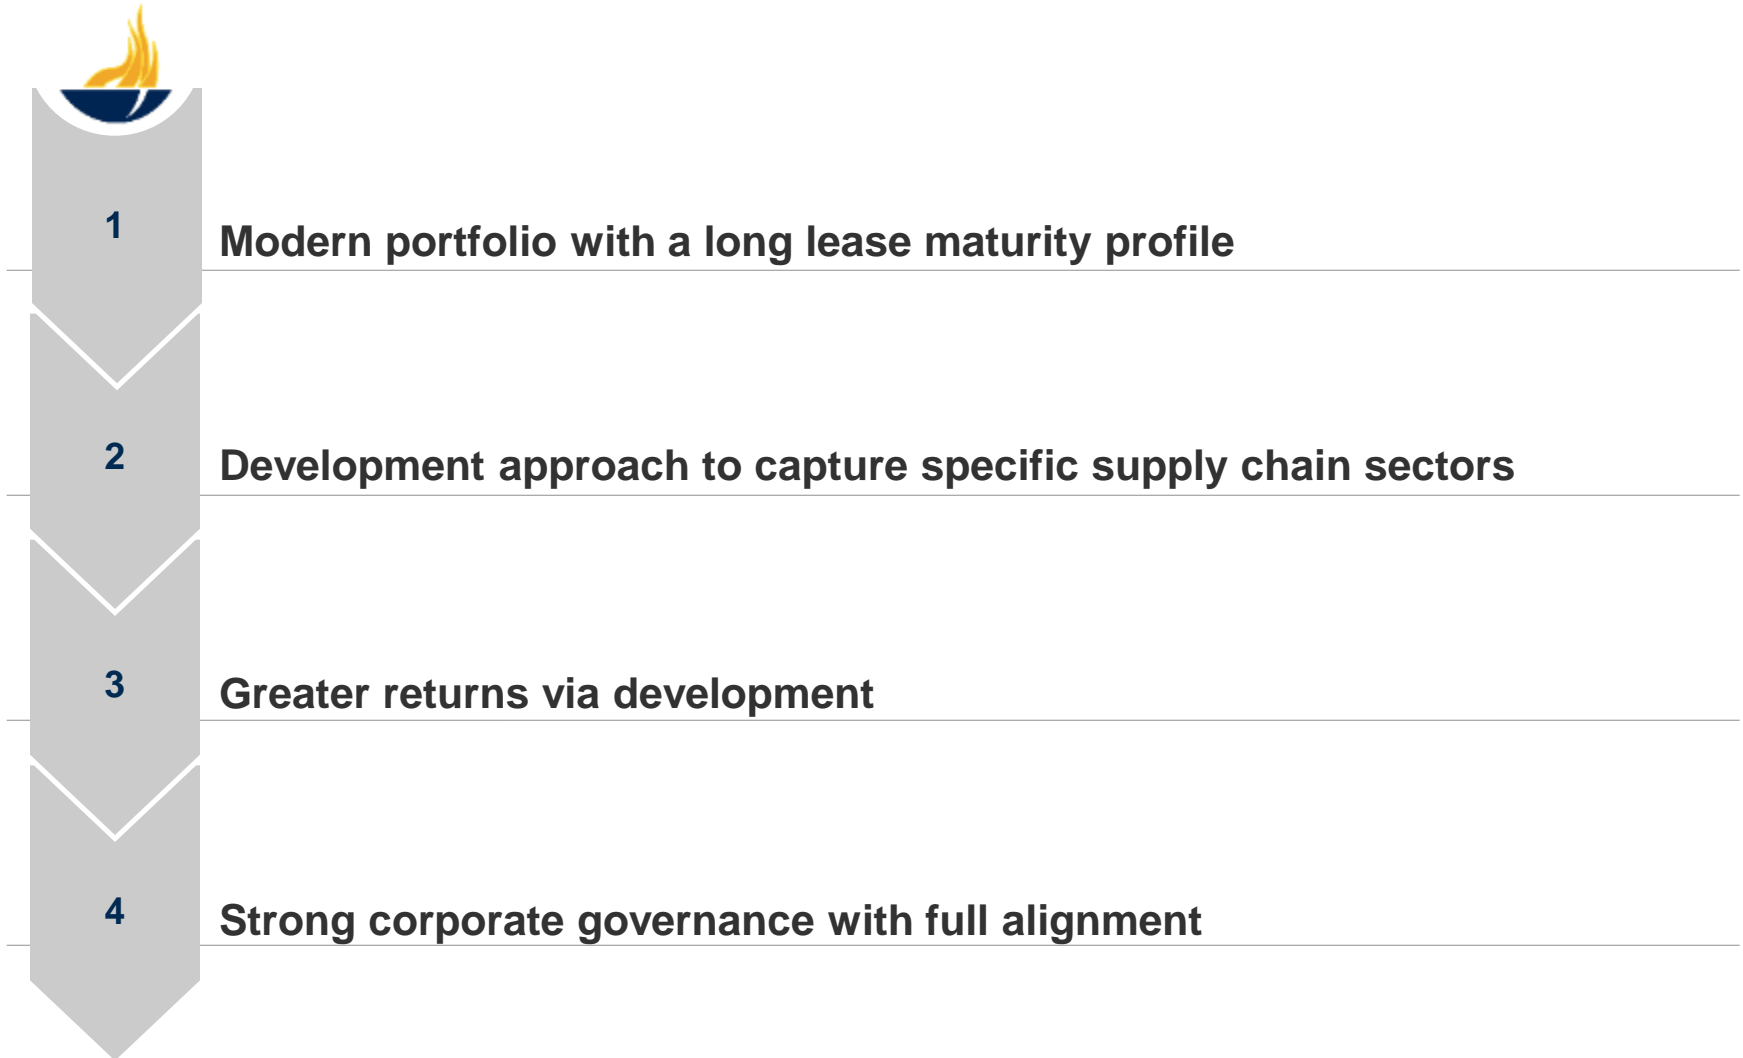 1
Modern portfolio with a long lease maturity profile
2
Development approach to capture specific supply chain sectors
3
Greater returns via development
4
Strong corporate governance with full alignment